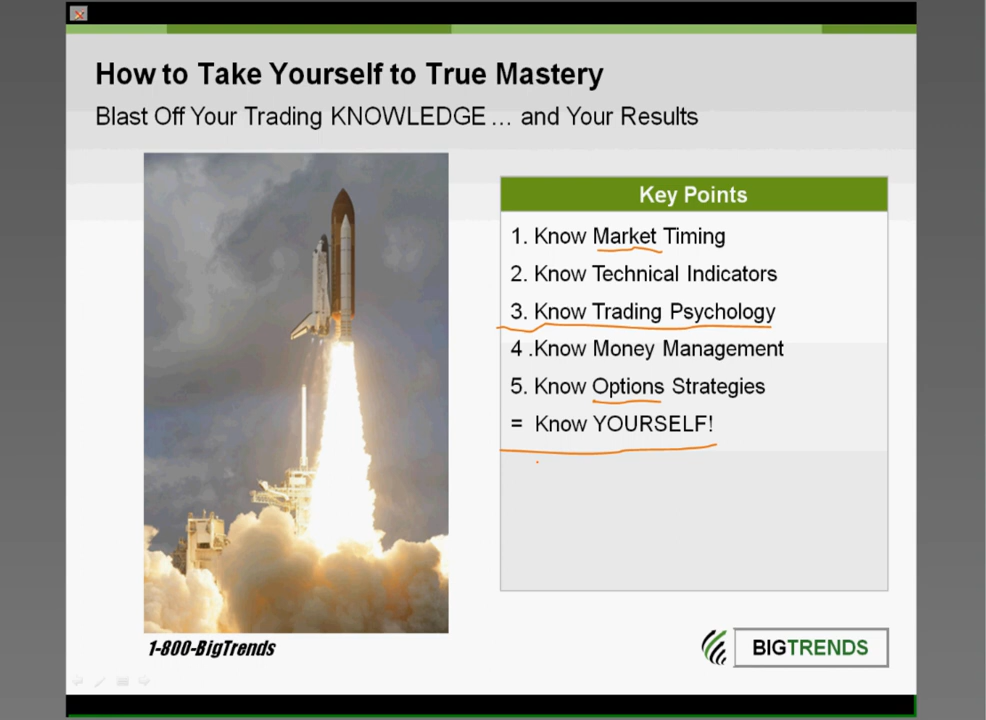 How to Take Yourself to True Mastery
Blast Off Your Trading KNOWLEDGE ... and Your Results
Key Points
1. Know Market Timing
2. Know Technical Indicators
3. Know Trading Psychology
4 .Know Money Management
5. Know Options Strategies
= Know YOURSELF!
1-800-BigTrends
BIGTRENDS